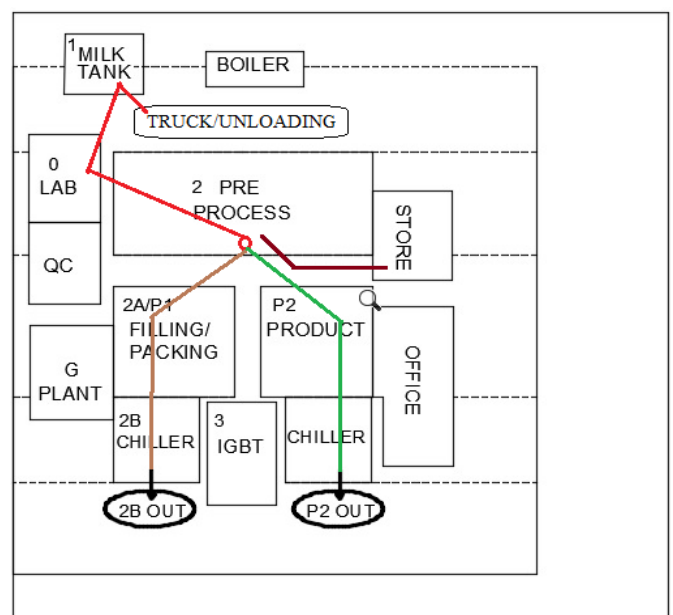 1
MILK
TANK
BOILER
TRUCK/UNLOADING
0
LAB
2 PRE
PROCESS
STORE
QC
2A/P1
FILLING/
PACKING
P2
PRODUCT
OFFICE
G
PLANT
2B
CHILLER
3
IGBT
CHILLER
2B OUT
P2 OUT